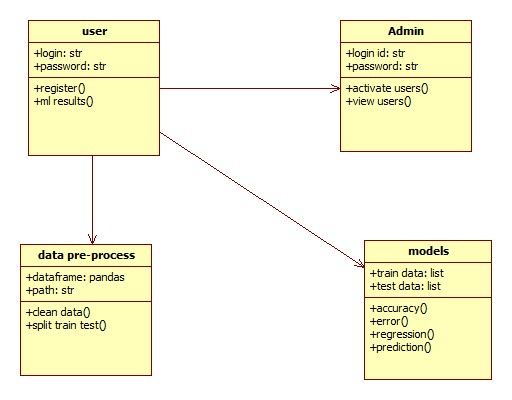 user
+login: str
+password: str
+register()
+ml results()
Admin
+login id: str
+password: str
+activate users()
+view users()
data pre-process
+dataframe: pandas
+path: str
+clean data()
+split train test()
models
+train data: list
+test data: list
+accuracy()
+error()
+regression()
+prediction()